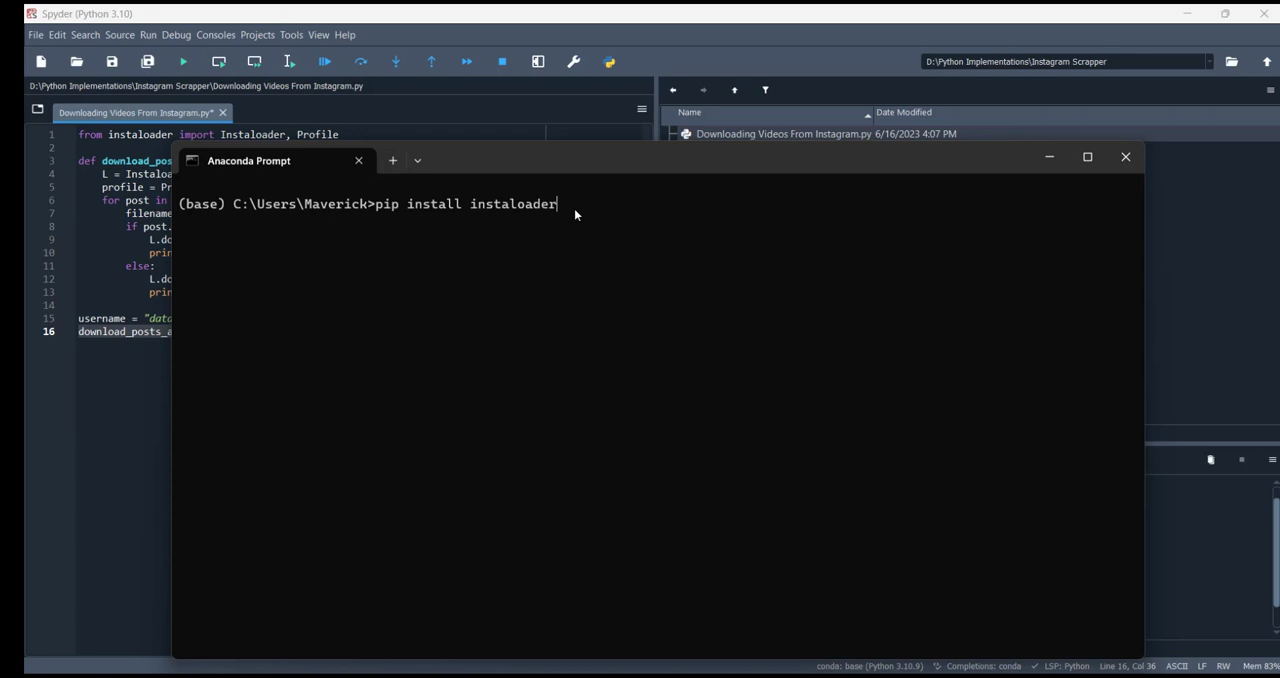 Spyder (Python 3.10)
File Edit Search Source Run Debug Consoles Projects Tools View Help
D:\Python Implementations\Instagram Scrapper
D:\Python Implementations\Instagram Scrapper\Downloading Videos From Instagram.py
Downloading Videos From Instagram.py*
Name Date Modified
Downloading Videos From Instagram.py 6/16/2023 4:07 PM
1 from instaloader import Instaloader, Profile
2
3 def download_pos
4 L = Instaloa
5 profile = Pr
6 for post in
7 filename
8 if post.
9 L.do
10 prin
11 else:
12 L.do
13 prin
14
15 username = "data
16 download_posts_a
Anaconda Prompt
(base) C:\Users\Maverick>pip install instaloader
conda: base (Python 3.10.9) Completions: conda LSP: Python Line 16, Col 36 ASCII LF RW Mem 83%